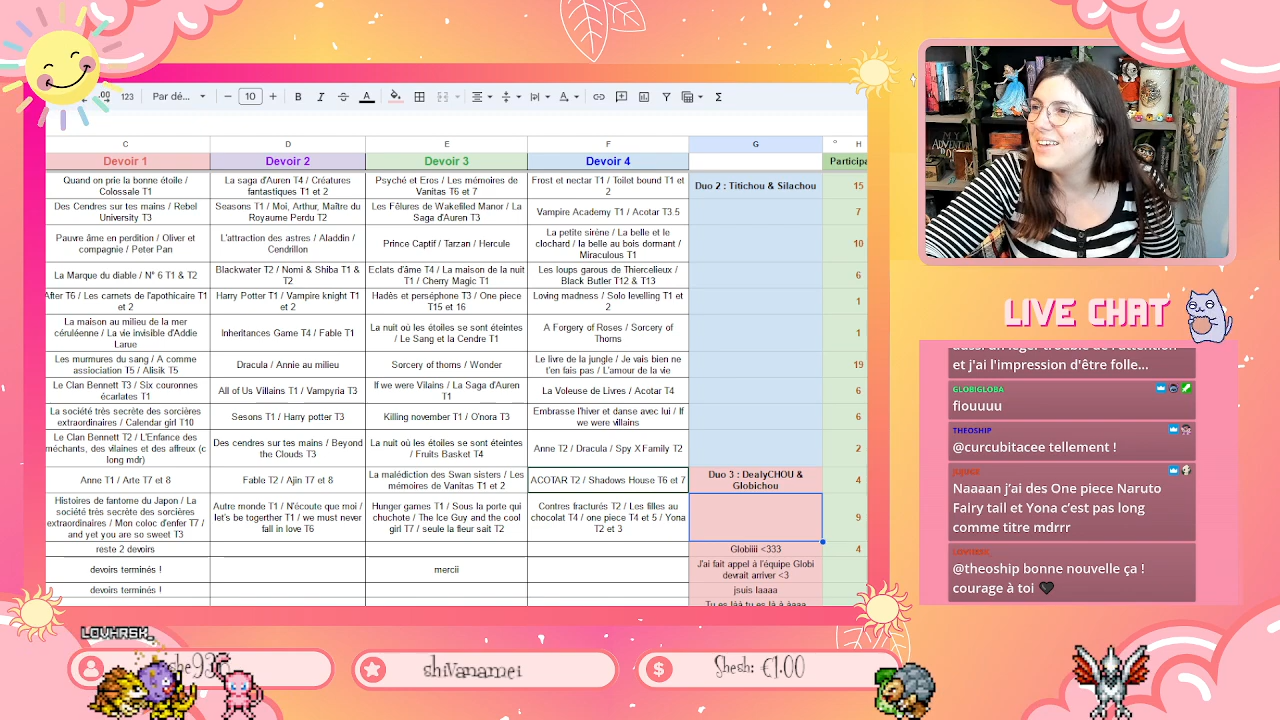 .00 123 Par dé... 10 B I S A A Σ
C D E F G H
Devoir 1 Devoir 2 Devoir 3 Devoir 4 Participa
Quand on prie la bonne étoile /
Colossale T1
La saga d'Auren T4 / Créatures
fantastiques T1 et 2
Psyché et Eros / Les mémoires de
Vanitas T6 et 7
Frost et nectar T1 / Toilet bound T1 et
2
Duo 2 : Titichou & Silachou
15
Des Cendres sur tes mains / Rebel
University T3
Seasons T1 / Moi, Arthur, Maître du
Royaume Perdu T2
Les Fêlures de Wakefiled Manor / La
Saga d'Auren T3
Vampire Academy T1 / Acotar T3.5
7
Pauvre âme en perdition / Oliver et
compagnie / Peter Pan
L'attraction des astres / Aladdin /
Cendrillon
Prince Captif / Tarzan / Hercule
La petite sirène / La belle et le
clochard / la belle au bois dormant /
Miraculous T1
10
La Marque du diable / N° 6 T1 & T2
Blackwater T2 / Nomi & Shiba T1 &
T2
Eclats d'âme T4 / La maison de la nuit
T1 / Cherry Magic T1
Les loups garous de Thiercelieux /
Black Butler T12 & T13
6
After T6 / Les carnets de l'apothicaire T1
et 2
Harry Potter T1 / Vampire knight T1
et 2
Hadès et perséphone T3 / One piece
T15 et 16
Loving madness / Solo levelling T1 et
2
1
La maison au milieu de la mer
céruléenne / La vie invisible d'Addie
Larue
Inheritances Game T4 / Fable T1
La nuit où les étoiles se sont éteintes
/ Le Sang et la Cendre T1
A Forgery of Roses / Sorcery of
Thorns
1
Les murmures du sang / A comme
assiociation T5 / Alisik T5
Dracula / Annie au milieu
Sorcery of thorns / Wonder
Le livre de la jungle / Je vais bien ne
t'en fais pas / L'amour de la vie
19
Le Clan Bennett T3 / Six couronnes
écarlates T1
All of Us Villains T1 / Vampyria T3
If we were Vilains / La Saga d'Auren
T1
La Voleuse de Livres / Acotar T4
6
La société très secrète des sorcières
extraordinaires / Calendar girl T10
Sesons T1 / Harry potter T3
Killing november T1 / O'nora T3
Embrasse l'hiver et danse avec lui / If
we were villains
6
Le Clan Bennett T2 / L'Enfance des
méchants, des vilaines et des affreux (c
long mdr)
Des cendres sur tes mains / Beyond
the Clouds T3
La nuit où les étoiles se sont éteintes
/ Fruits Basket T4
Anne T2 / Dracula / Spy X Family T2
2
Anne T1 / Arte T7 et 8
Fable T2 / Ajin T7 et 8
La malédiction des Swan sisters / Les
mémoires de Vanitas T1 et 2
ACOTAR T2 / Shadows House T6 et 7
Duo 3 : DealyCHOU &
Globichou
4
Histoires de fantome du Japon / La
société très secrète des sorcières
extraordinaires / Mon coloc d'enfer T7 /
and yet you are so sweet T3
Autre monde T1 / N'écoute que moi /
let's be together T1 / we must never
fall in love T6
Hunger games T1 / Sous la porte qui
chuchote / The Ice Guy and the cool
girl T7 / seule la fleur sait T2
Contres fracturés T2 / Les filles au
chocolat T4 / one piece T4 et 5 / Yona
T2 et 3
9
reste 2 devoirs
Globiiii <333
4
devoirs terminés !
mercii
J'ai fait appel à l'équipe Globi
devrait arriver <3
devoirs terminés !
jsuis laaaa
Tu es làà tu es là à àaaa
LIVE CHAT
et j'ai l'impression d'être folle...
GLOBIGLOBA
fiouuuu
THEOSHIP
@curcubitacee tellement !
Naaaan j'ai des One piece Naruto
Fairy tail et Yona c'est pas long
comme titre mdrrr
@theoship bonne nouvelle ça !
courage à toi 🖤
LOVHASK_
shivanamei
Shesh: €1.00